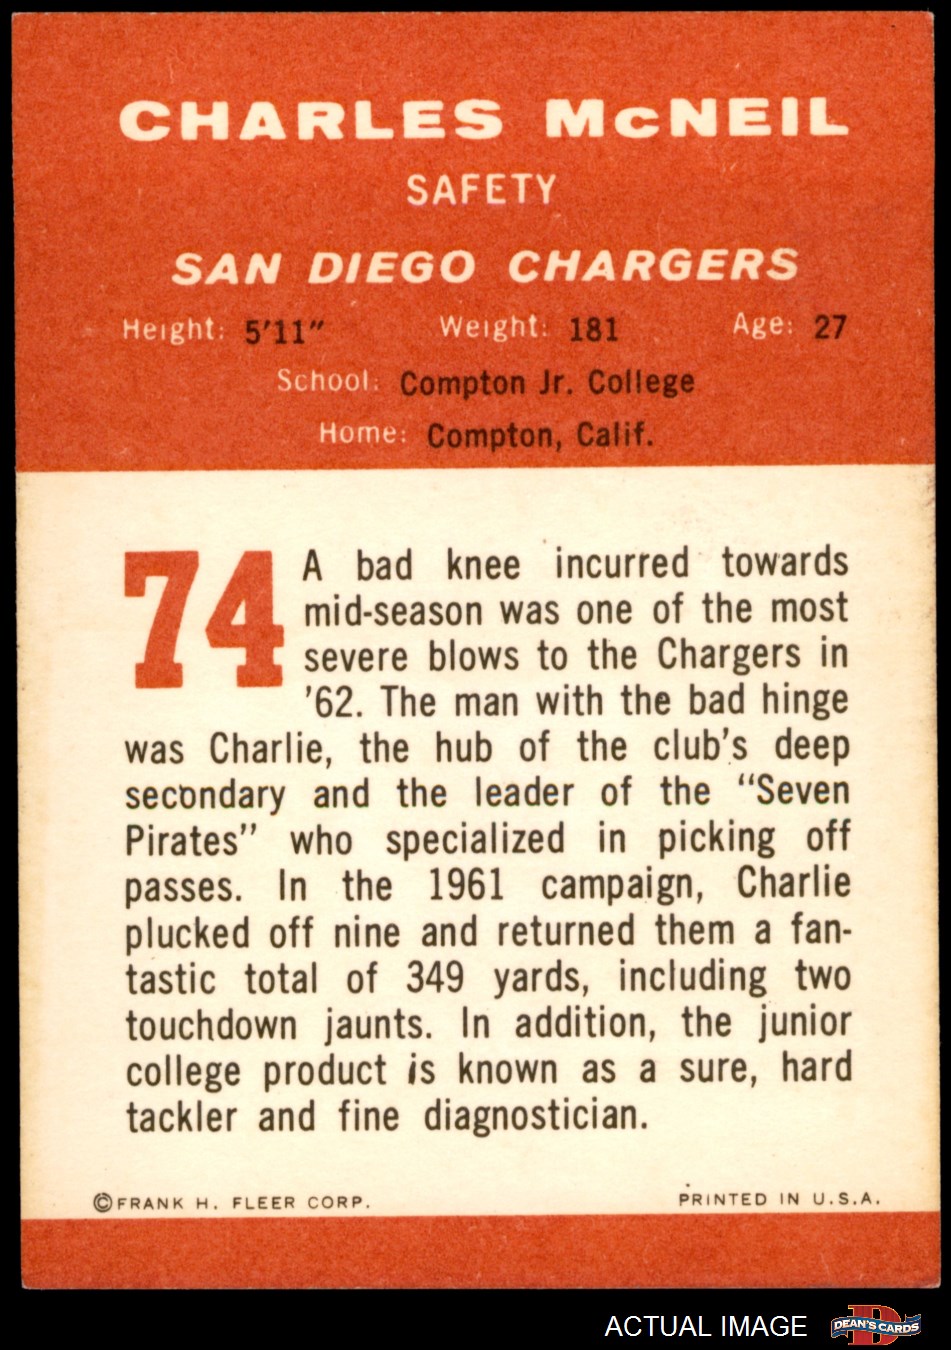 CHARLES McNEIL
SAFETY
SAN DIEGO CHARGERS
Height: 5'11" Weight: 181 Age: 27
School: Compton Jr. College
Home: Compton, Calif.
74
A bad knee incurred towards
mid-season was one of the most
severe blows to the Chargers in
'62. The man with the bad hinge
was Charlie, the hub of the club's deep
secondary and the leader of the "Seven
Pirates" who specialized in picking off
passes. In the 1961 campaign, Charlie
plucked off nine and returned them a fan-
tastic total of 349 yards, including two
touchdown jaunts. In addition, the junior
college product is known as a sure, hard
tackler and fine diagnostician.
©FRANK H. FLEER CORP. PRINTED IN U.S.A.
ACTUAL IMAGE
D
DEAN'S CARDS